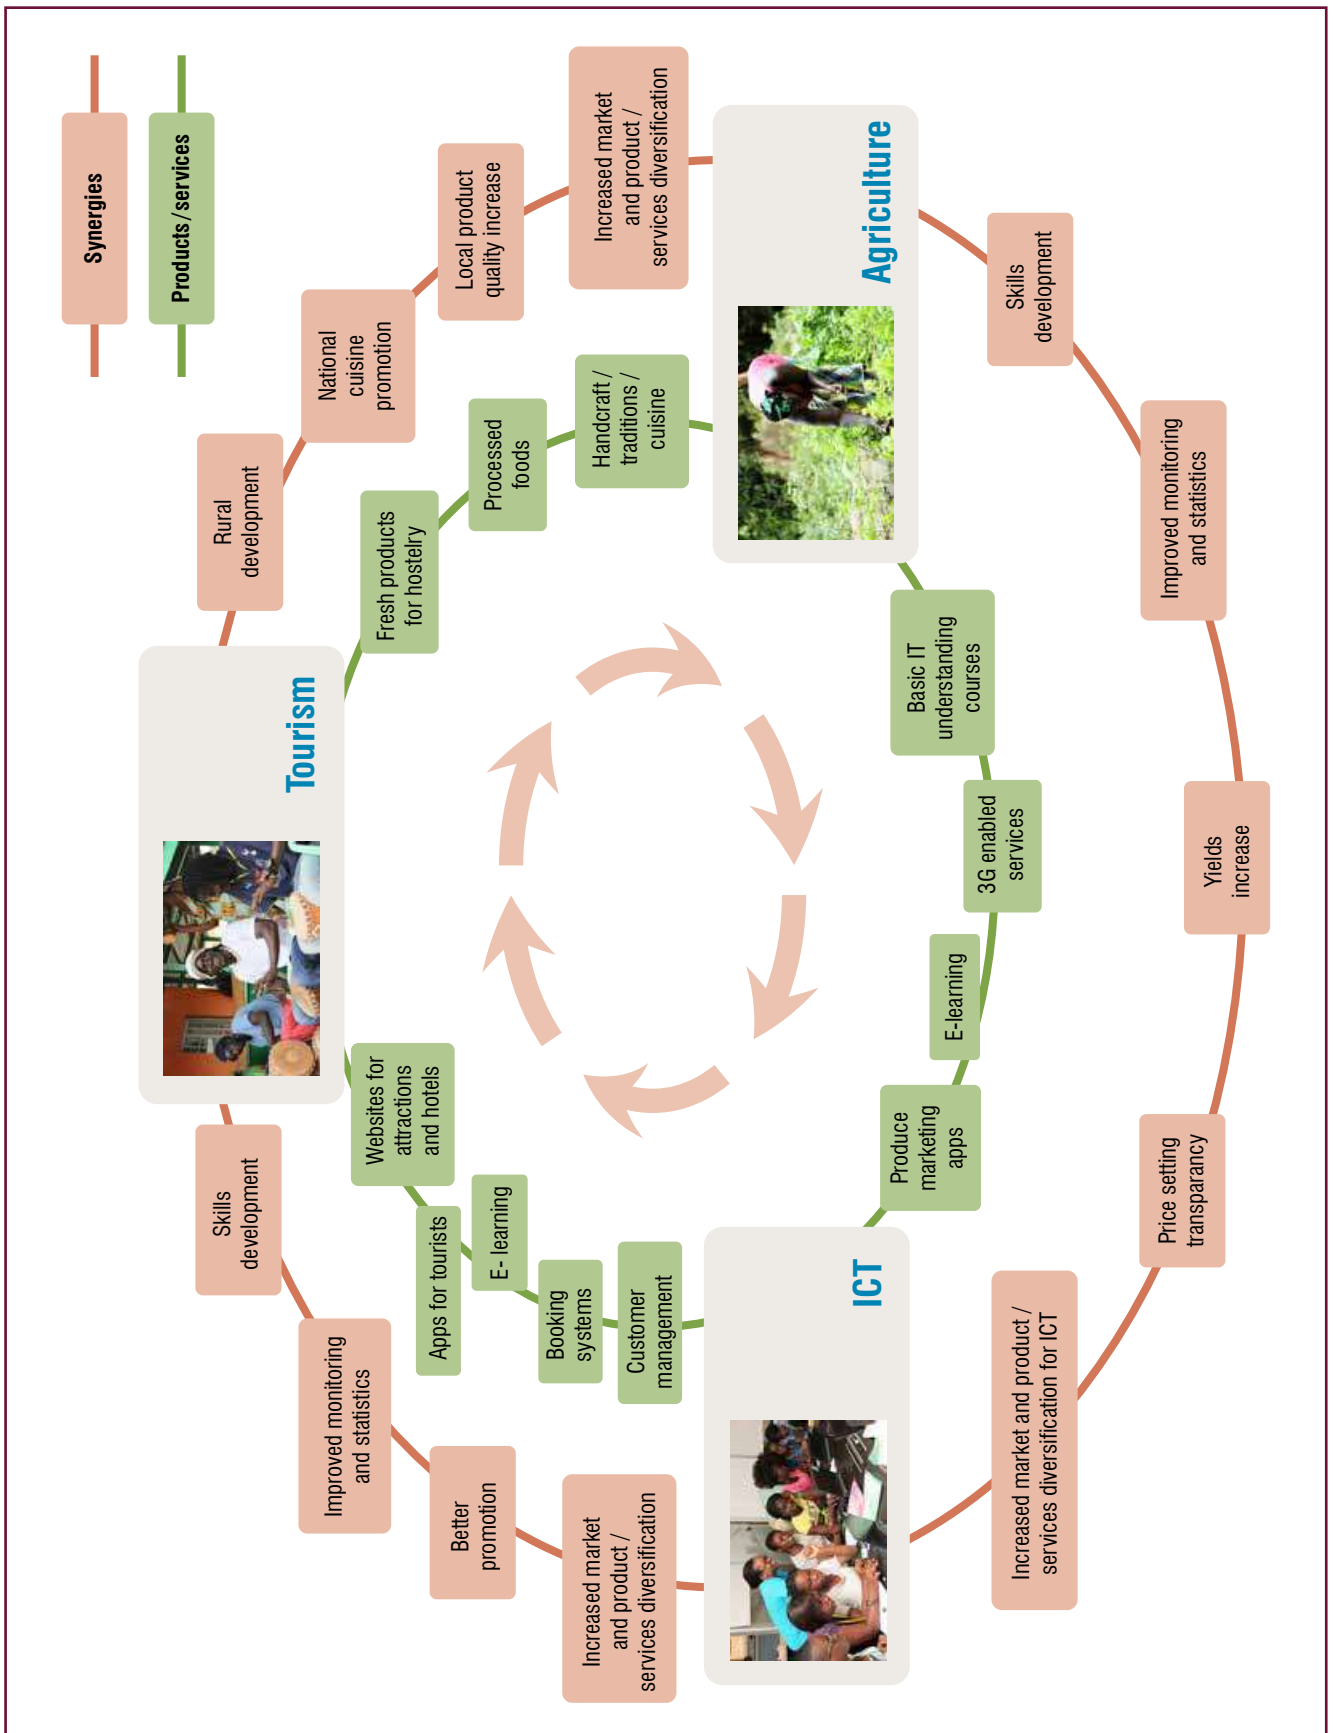 Synergies
Products/services
Tourism
Rural
development
National
cuisine
promotion
Local product
quality increase
Increased market
and product /
services diversification
Agriculture
Skills
development
Improved monitoring
and statistics
Yields
increase
Price setting
transparancy
Increased market and product /
services diversification for ICT
ICT
Increased market
and product /
services diversification
Better
promotion
Improved monitoring
and statistics
Skills
development
Fresh products
for hostelry
Processed
foods
Handcraft /
traditions /
cuisine
Basic IT
understanding
courses
3G enabled
services
E-learning
Produce
marketing
apps
Customer
management
Booking
systems
E- learning
Apps for tourists
Websites for
attractions
and hotels